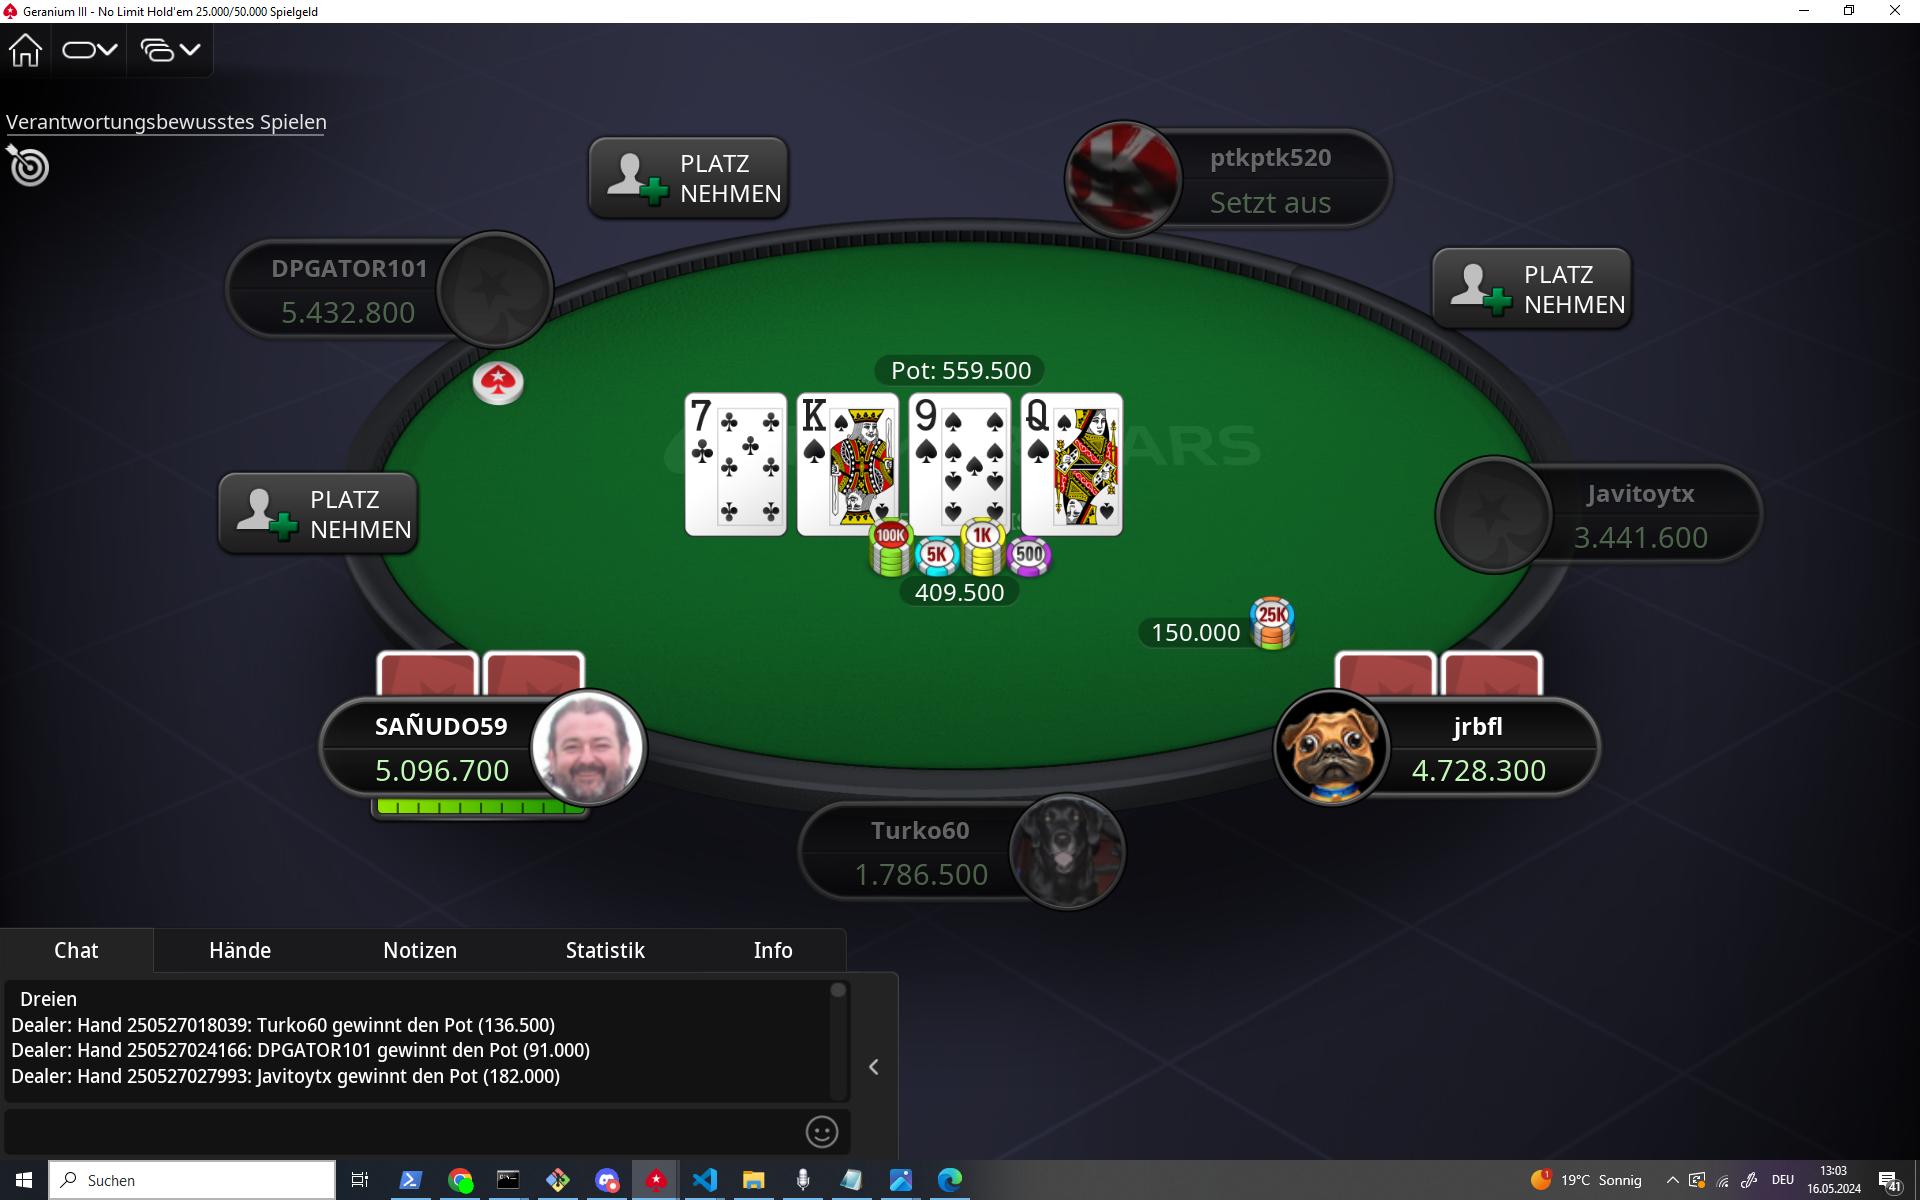 Geranium III - No Limit Hold'em 25.000/50.000 Spielgeld
Verantwortungsbewusstes Spielen
PLATZ
NEHMEN
ptkptk520
Setzt aus
DPGATOR101
5.432.800
PLATZ
NEHMEN
Pot: 559.500
7 K 9 Q
ARS
PLATZ
NEHMEN
Javitoytx
3.441.600
100K 5K 1K 500
409.500
150.000 25K
SAÑUDO59
5.096.700
jrbfl
4.728.300
Turko60
1.786.500
Chat Hände Notizen Statistik Info
Dreien
Dealer: Hand 250527018039: Turko60 gewinnt den Pot (136.500)
Dealer: Hand 250527024166: DPGATOR101 gewinnt den Pot (91.000)
Dealer: Hand 250527027993: Javitoytx gewinnt den Pot (182.000)
Suchen
1
19°C Sonnig
DEU
13:03
16.05.2024
41